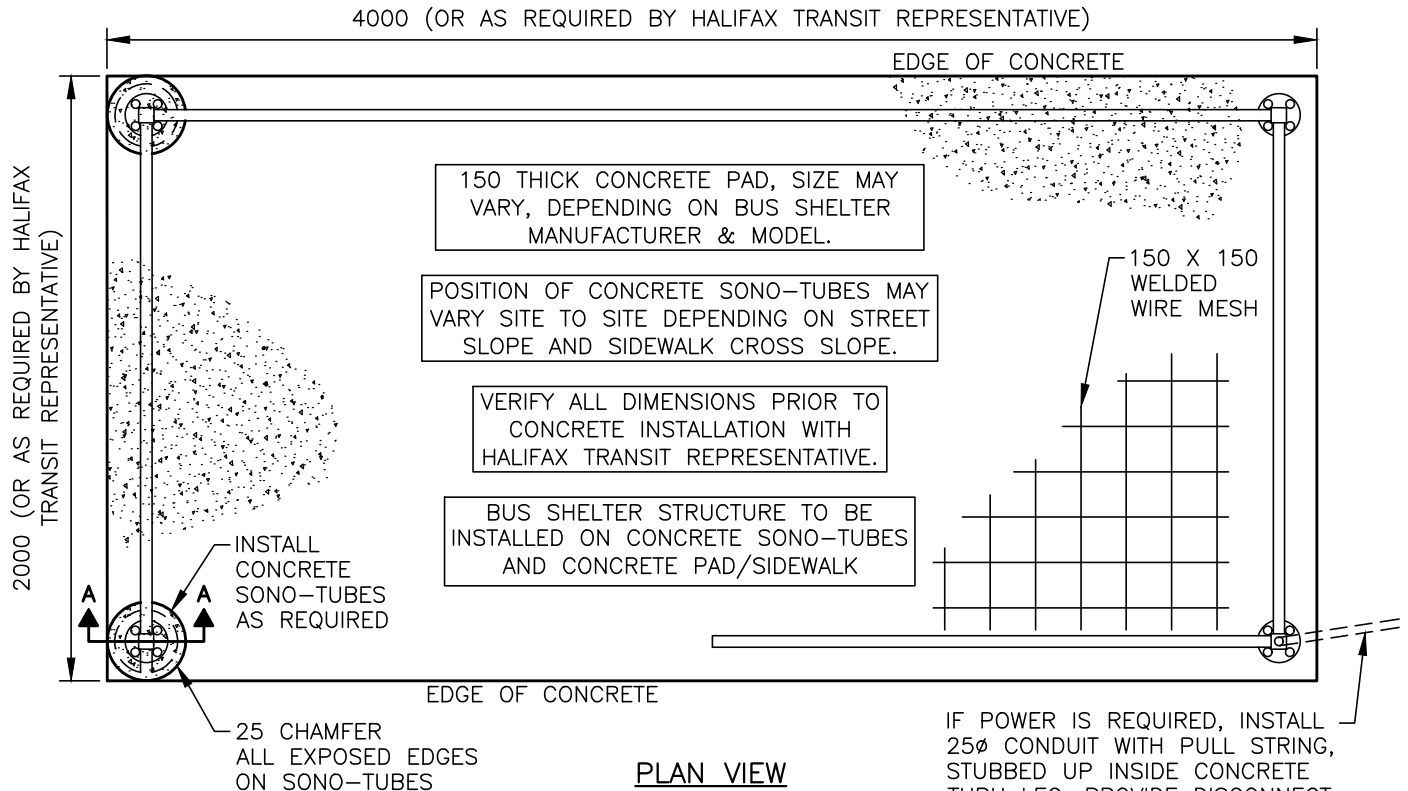 4000 (OR AS REQUIRED BY HALIFAX TRANSIT REPRESENTATIVE)
EDGE OF CONCRETE
2000 (OR AS REQUIRED BY HALIFAX
TRANSIT REPRESENTATIVE)
150 THICK CONCRETE PAD, SIZE MAY
VARY, DEPENDING ON BUS SHELTER
MANUFACTURER & MODEL.
POSITION OF CONCRETE SONO-TUBES MAY
VARY SITE TO SITE DEPENDING ON STREET
SLOPE AND SIDEWALK CROSS SLOPE.
VERIFY ALL DIMENSIONS PRIOR TO
CONCRETE INSTALLATION WITH
HALIFAX TRANSIT REPRESENTATIVE.
BUS SHELTER STRUCTURE TO BE
INSTALLED ON CONCRETE SONO-TUBES
AND CONCRETE PAD/SIDEWALK
150 X 150
WELDED
WIRE MESH
INSTALL
CONCRETE
SONO-TUBES
AS REQUIRED
A
A
EDGE OF CONCRETE
25 CHAMFER
ALL EXPOSED EDGES
ON SONO-TUBES
PLAN VIEW
IF POWER IS REQUIRED, INSTALL
25ø CONDUIT WITH PULL STRING,
STUBBED UP INSIDE CONCRETE
THRU LEG. PROVIDE DISCONNECT